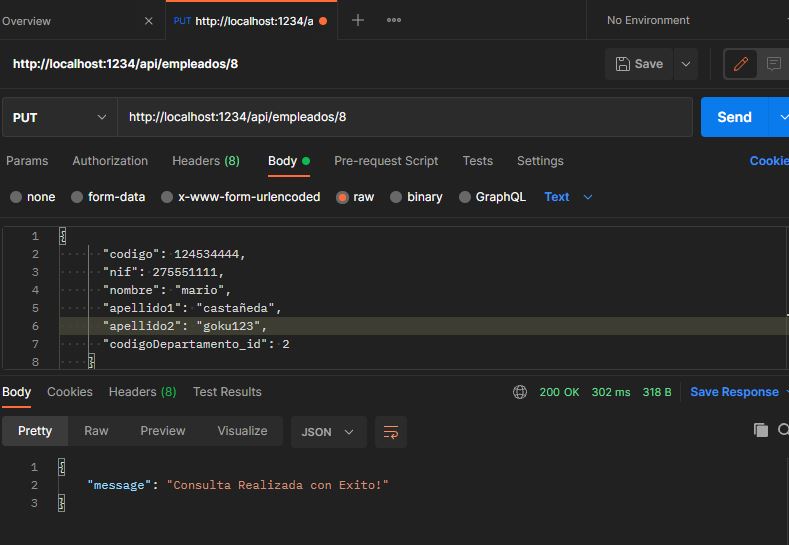 Overview
PUT http://localhost:1234/a
No Environment
http://localhost:1234/api/empleados/8
Save
PUT http://localhost:1234/api/empleados/8 Send
Params Authorization Headers (8) Body Pre-request Script Tests Settings Cookie
none form-data x-www-form-urlencoded raw binary GraphQL Text
1 {
2 "codigo": 124534444,
3 "nif": 275551111,
4 "nombre": "mario",
5 "apellido1": "castañeda",
6 "apellido2": "goku123",
7 "codigoDepartamento_id": 2
8 }
Body Cookies Headers (8) Test Results 200 OK 302 ms 318 B Save Response
Pretty Raw Preview Visualize JSON
1 {
2 "message": "Consulta Realizada con Exito!"
3 }